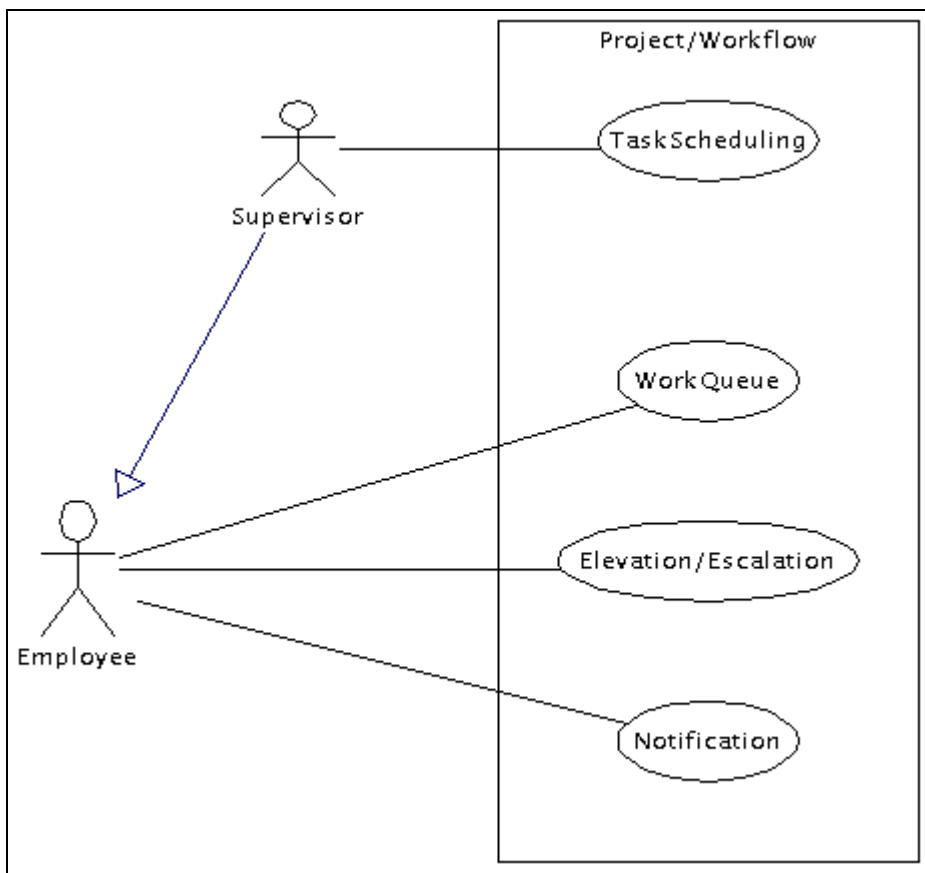 Project/Workflow
TaskScheduling
Supervisor
WorkQueue
Elevation/Escalation
Employee
Notification